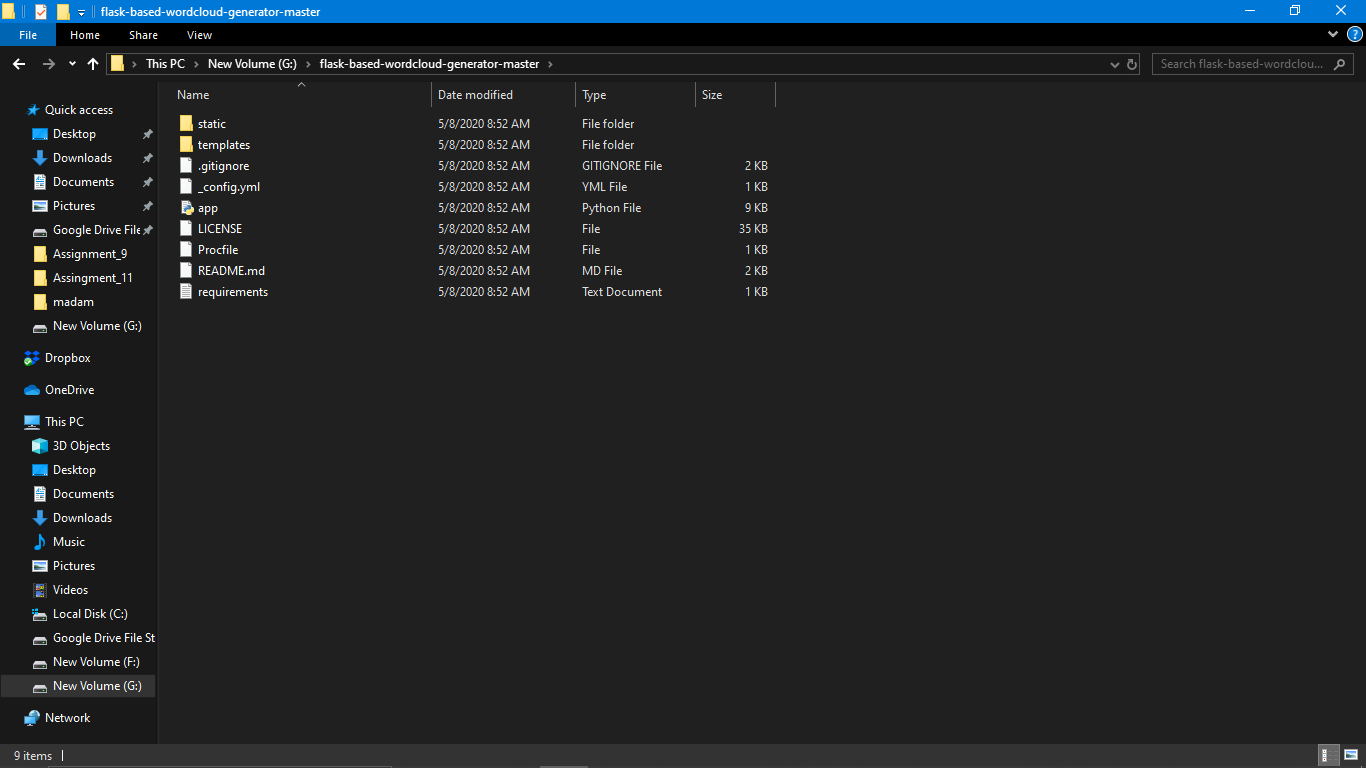 flask-based-wordcloud-generator-master
File Home Share View
This PC New Volume (G:) flask-based-wordcloud-generator-master
Search flask-based-wordclou...
Name Date modified Type Size
static 5/8/2020 8:52 AM File folder
templates 5/8/2020 8:52 AM File folder
.gitignore 5/8/2020 8:52 AM GITIGNORE File 2 KB
_config.yml 5/8/2020 8:52 AM YML File 1 KB
app 5/8/2020 8:52 AM Python File 9 KB
LICENSE 5/8/2020 8:52 AM File 35 KB
Procfile 5/8/2020 8:52 AM File 1 KB
README.md 5/8/2020 8:52 AM MD File 2 KB
requirements 5/8/2020 8:52 AM Text Document 1 KB
Quick access
Desktop
Downloads
Documents
Pictures
Google Drive File
Assignment_9
Assingment_11
madam
New Volume (G:)
Dropbox
OneDrive
This PC
3D Objects
Desktop
Documents
Downloads
Music
Pictures
Videos
Local Disk (C:)
Google Drive File St
New Volume (F:)
New Volume (G:)
Network
9 items